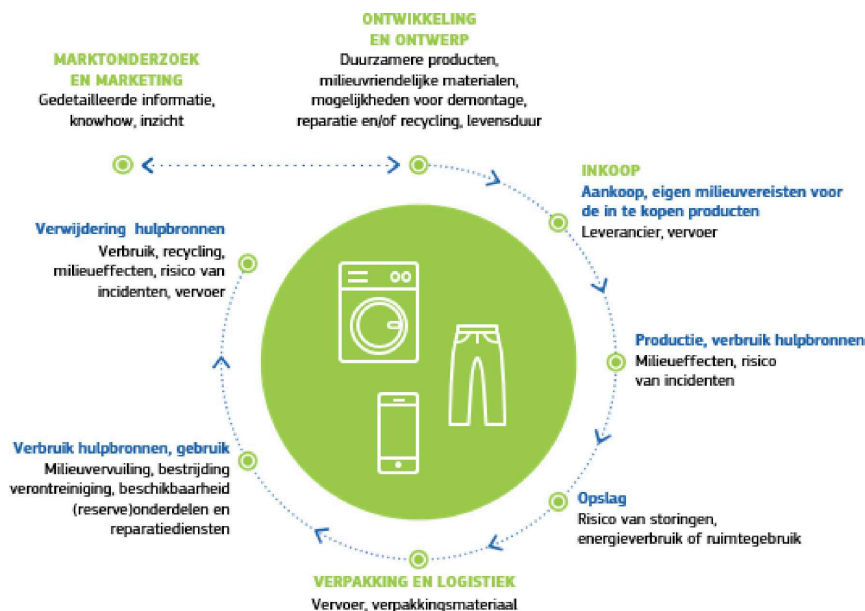 MARKTONDERZOEK
EN MARKETING
Gedetailleerde informatie,
knowhow, inzicht
ONTWIKKELING
EN ONTWERP
Duurzamere producten,
milieuvriendelijke materialen,
mogelijkheden voor demontage,
reparatie en/of recycling, levensduur
INKOOP
Aankoop, eigen milieuvereisten voor
de in te kopen producten
Leverancier, vervoer
Productie, verbruik hulpbronnen
Milieueffecten, risico
van incidenten
Opslag
Risico van storingen,
energieverbruik of ruimtegebruik
VERPAKKING EN LOGISTIEK
Vervoer, verpakkingsmateriaal
Verbruik hulpbronnen, gebruik
Milieuvervuiling, bestrijding
verontreiniging, beschikbaarheid
(reserve)onderdelen en
reparatiediensten
Verwijdering hulpbronnen
Verbruik, recycling,
milieueffecten, risico van
incidenten, vervoer